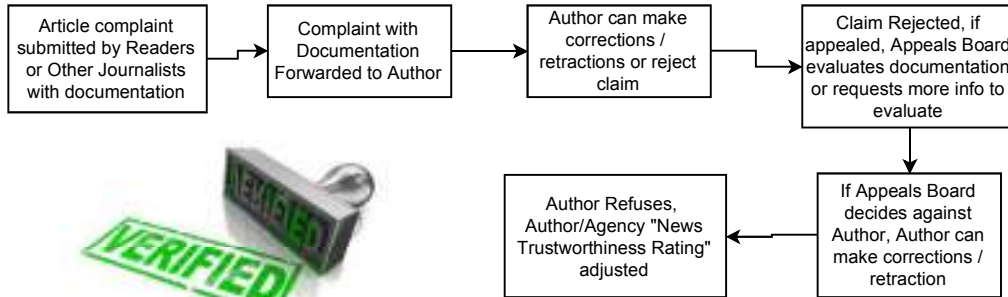 Article complaint
submitted by Readers
or Other Journalists
with documentation
Complaint with
Documentation
Forwarded to Author
Author can make
corrections /
retractions or reject
claim
Claim Rejected, if
appealed, Appeals Board
evaluates documentation
or requests more info to
evaluate
If Appeals Board
decides against
Author, Author can
make corrections /
retraction
Author Refuses,
Author/Agency "News
Trustworthiness Rating"
adjusted
VERIFIED
VERIFIED